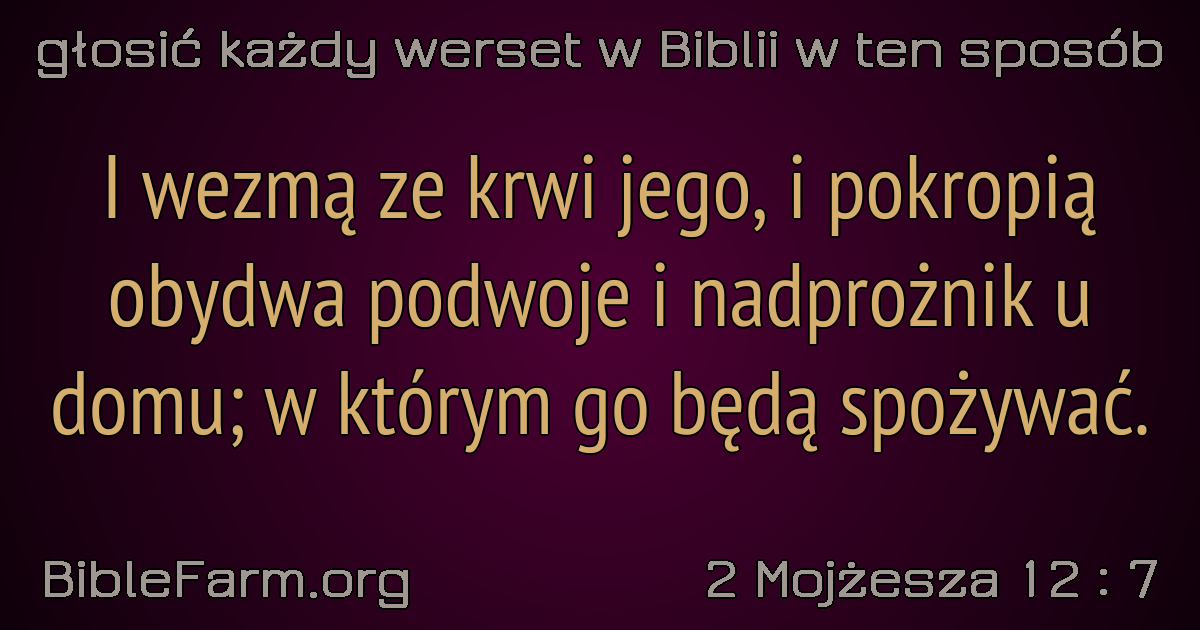 głosić każdy werset w Biblii w ten sposób
I wezmą ze krwi jego, i pokropią
obydwa podwoje i nadprożnik u
domu; w którym go będą spożywać.
BibleFarm.org
2 Mojżesza 12 : 7